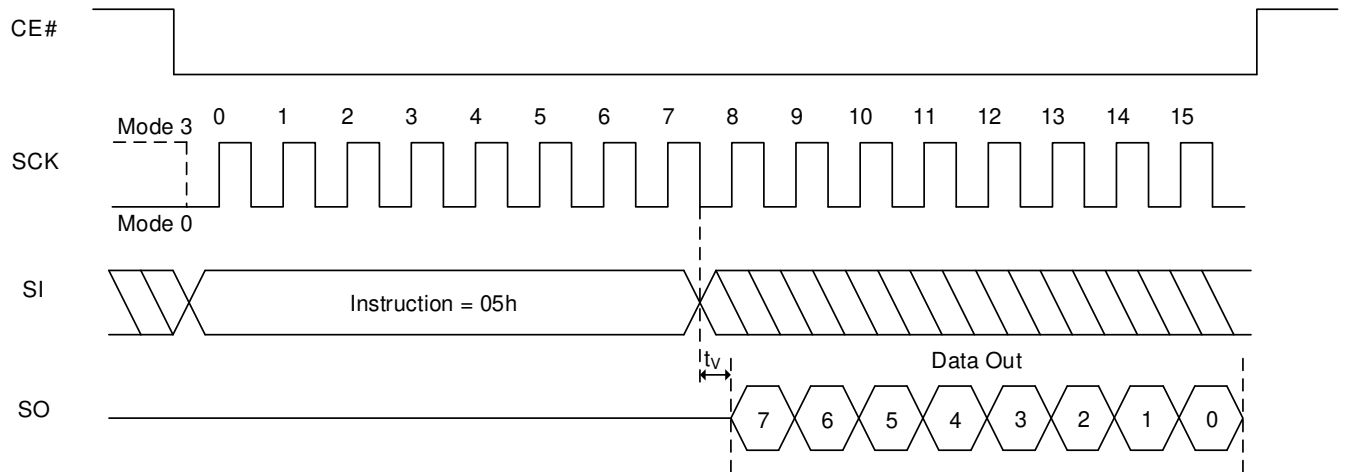 CE#
Mode 3
0 1 2 3 4 5 6 7 8 9 10 11 12 13 14 15
SCK
Mode 0
SI
Instruction = 05h
tV
Data Out
SO
7 6 5 4 3 2 1 0